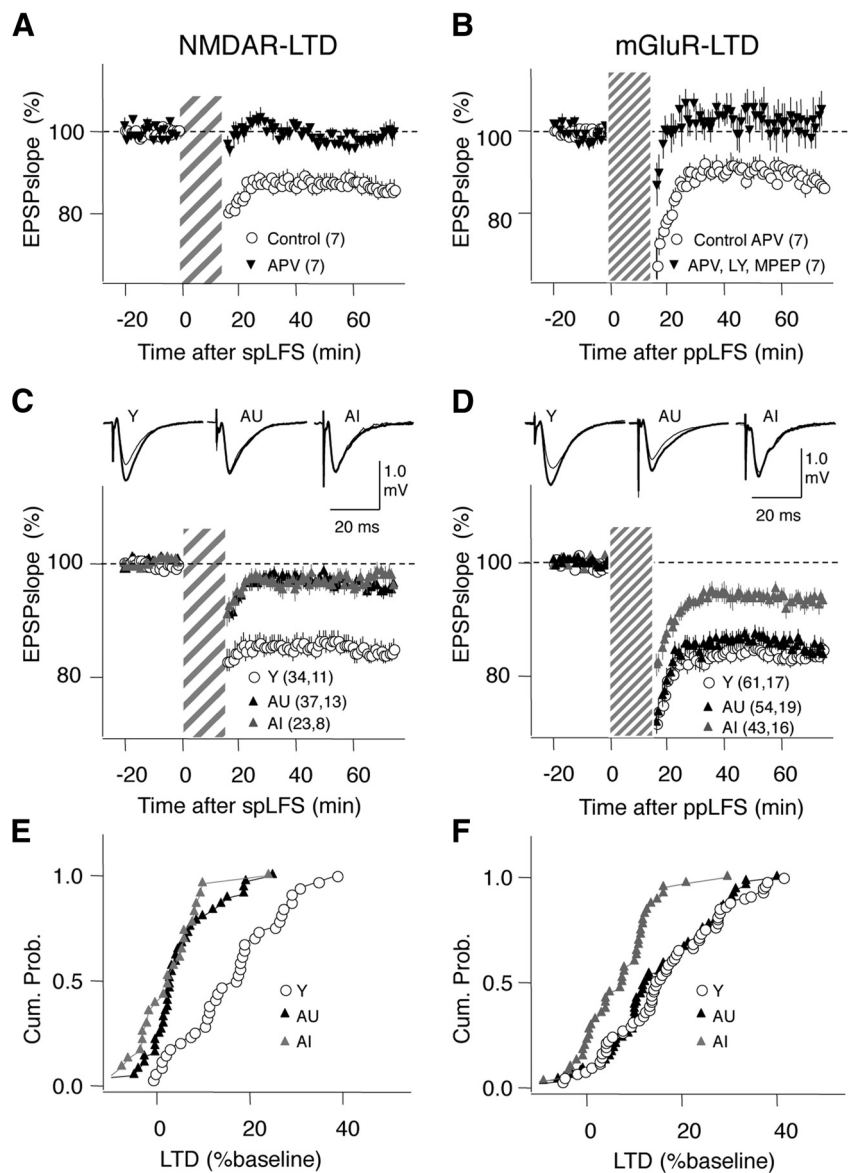 A
NMDAR-LTD
EPSPslope (%)
100
80
Control (7)
APV (7)
-20 0 20 40 60
Time after spLFS (min)
B
mGluR-LTD
EPSPslope (%)
100
80
Control APV (7)
APV, LY, MPEP (7)
-20 0 20 40 60
Time after ppLFS (min)
C
Y AU AI
1.0
mV
20 ms
EPSPslope (%)
100
80
Y (34,11)
AU (37,13)
AI (23,8)
-20 0 20 40 60
Time after spLFS (min)
D
Y AU AI
1.0
mV
20 ms
EPSPslope (%)
100
80
Y (61,17)
AU (54,19)
AI (43,16)
-20 0 20 40 60
Time after ppLFS (min)
E
Cum. Prob.
1.0
0.5
0.0
Y
AU
AI
0 20 40
LTD (%baseline)
F
Cum. Prob.
1.0
0.5
0.0
Y
AU
AI
0 20 40
LTD (%baseline)